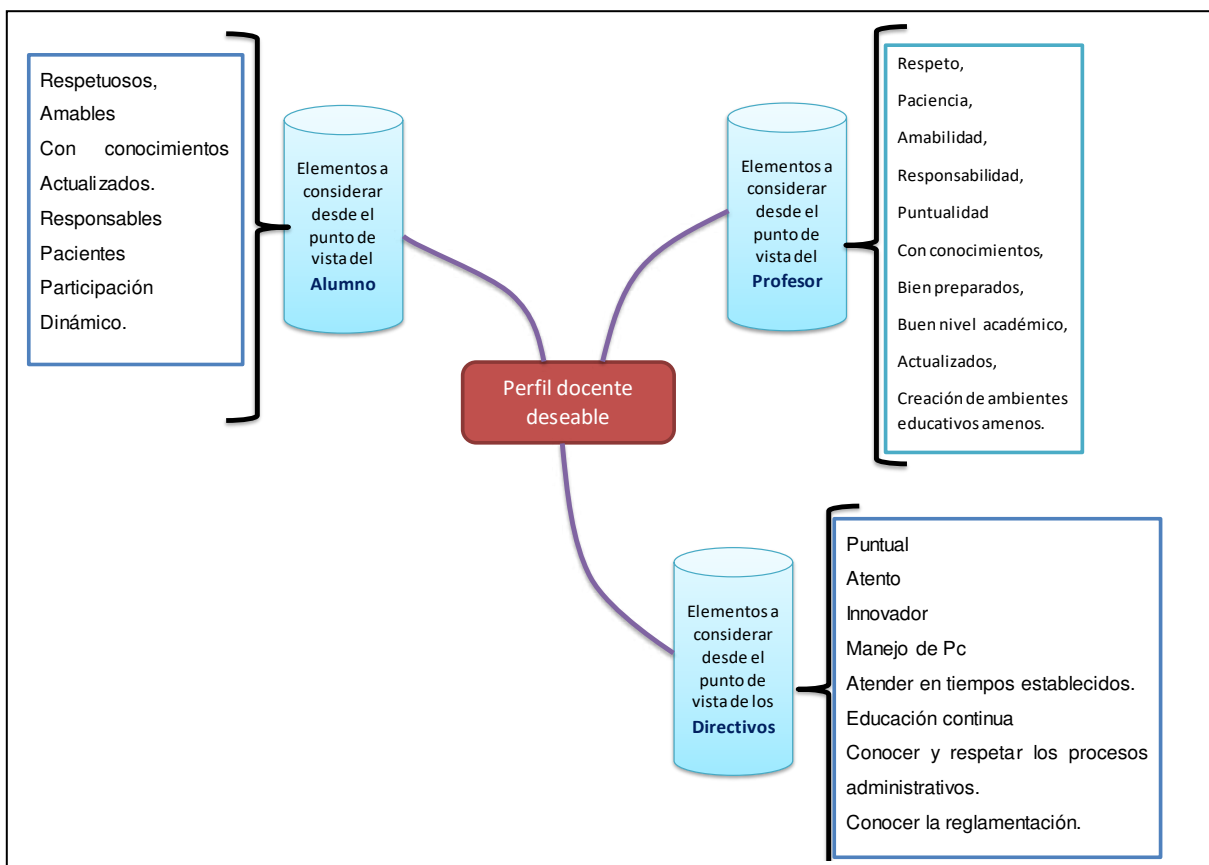 Respetuosos,
Amables
Con conocimientos
Actualizados.
Responsables
Pacientes
Participación
Dinámico.
Elementos a
considerar
desde el
punto de
vista del
Alumno
Elementos a
considerar
desde el
punto de
vista del
Profesor
Respeto,
Paciencia,
Amabilidad,
Responsabilidad,
Puntualidad
Con conocimientos,
Bien preparados,
Buen nivel académico,
Actualizados,
Creación de ambientes
educativos amenos.
Perfil docente
deseable
Elementos a
considerar
desde el
punto de
vista de los
Directivos
Puntual
Atento
Innovador
Manejo de Pc
Atender en tiempos establecidos.
Educación continua
Conocer y respetar los procesos
administrativos.
Conocer la reglamentación.